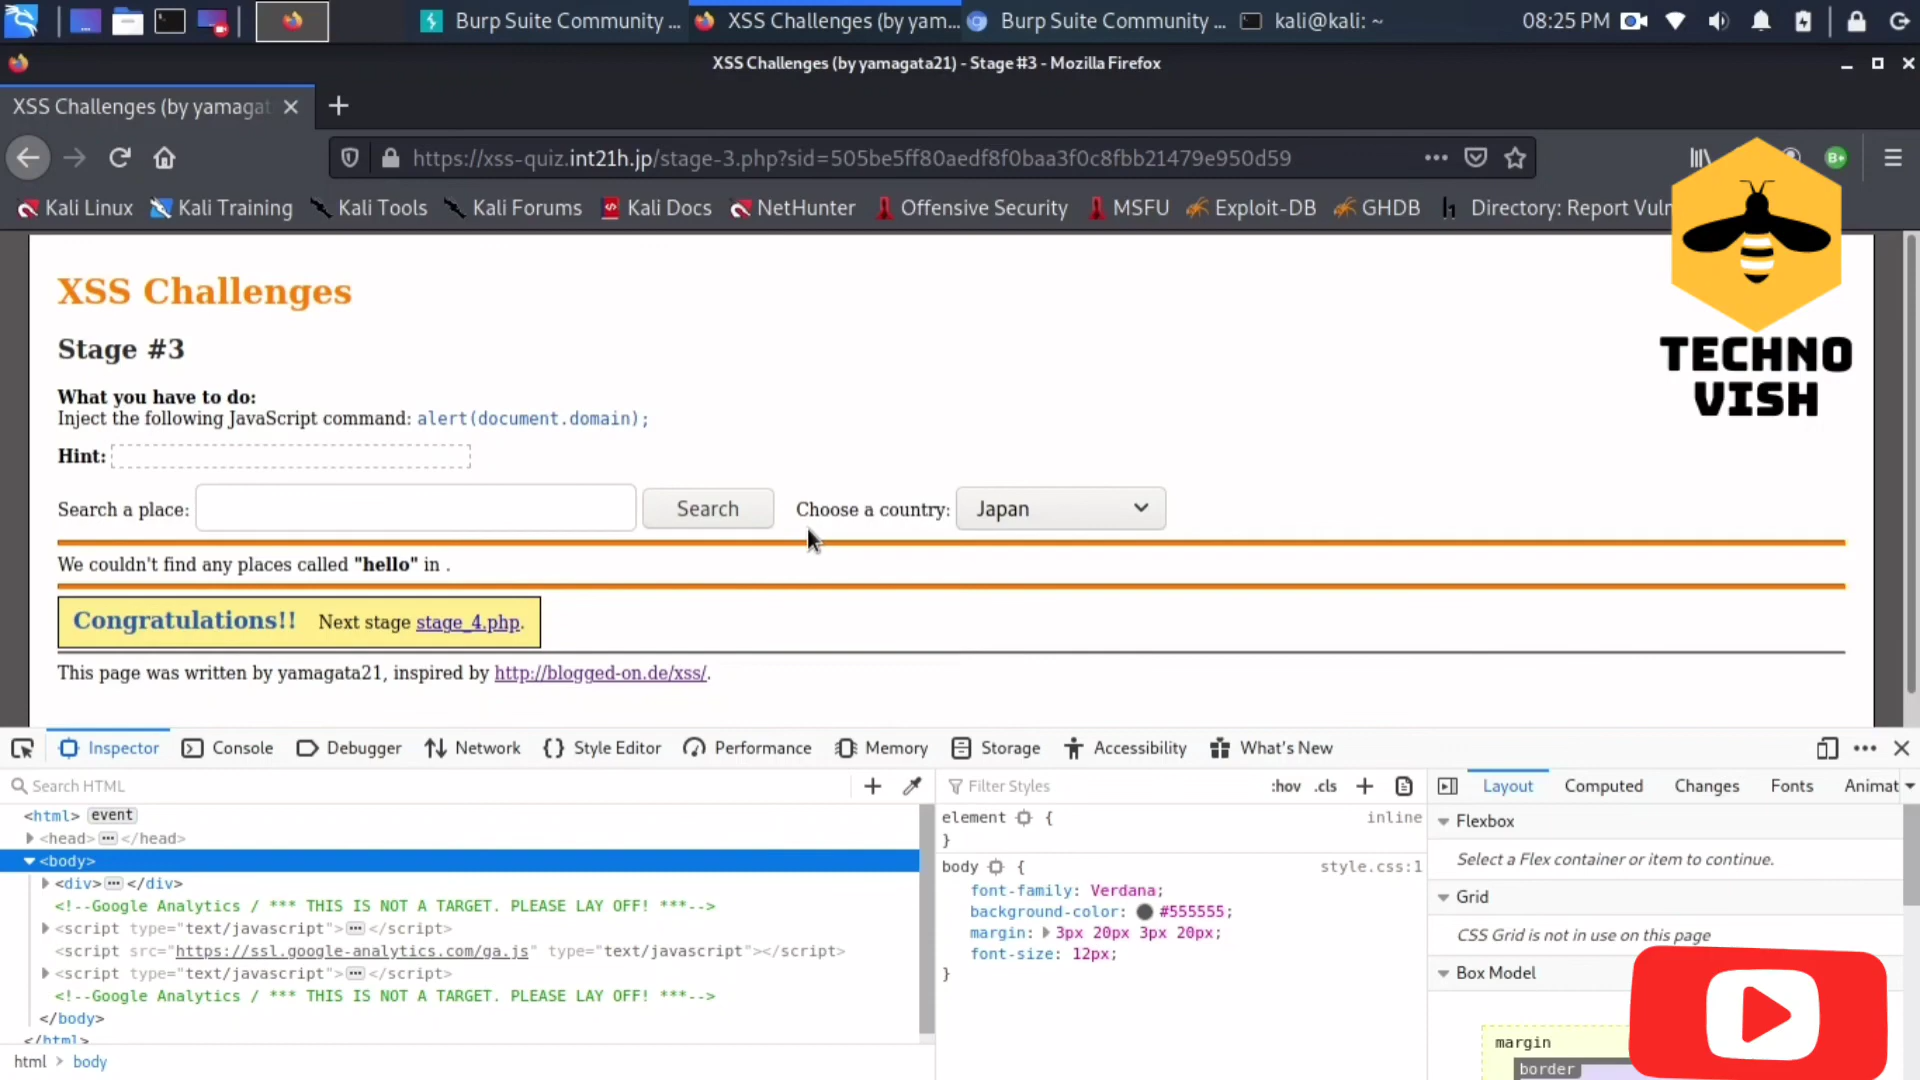 Burp Suite Community ...
XSS Challenges (by yam...
Burp Suite Community ...
kali@kali: ~
08:25 PM
XSS Challenges (by yamagata21) - Stage #3 - Mozilla Firefox
XSS Challenges (by yamagat
https://xss-quiz.int21h.jp/stage-3.php?sid=505be5ff80aedf8f0baa3f0c8fbb21479e950d59
B+
Kali Linux
Kali Training
Kali Tools
Kali Forums
Kali Docs
NetHunter
Offensive Security
MSFU
Exploit-DB
GHDB
Directory: Report Vuln
XSS Challenges
TECHNO
VISH
Stage #3
What you have to do:
Inject the following JavaScript command: alert(document.domain);
Hint:
Search a place:
Search
Choose a country:
Japan
We couldn't find any places called "hello" in .
Congratulations!! Next stage stage_4.php.
This page was written by yamagata21, inspired by http://blogged-on.de/xss/.
Inspector
Console
Debugger
Network
Style Editor
Performance
Memory
Storage
Accessibility
What's New
Search HTML
Filter Styles
:hov
.cls
Layout
Computed
Changes
Fonts
Animat
<html> event
<head> </head>
<body>
<div> </div>
<!--Google Analytics / *** THIS IS NOT A TARGET. PLEASE LAY OFF! ***-->
<script type="text/javascript"> </script>
<script src="https://ssl.google-analytics.com/ga.js" type="text/javascript"></script>
<script type="text/javascript"> </script>
<!--Google Analytics / *** THIS IS NOT A TARGET. PLEASE LAY OFF! ***-->
</body>
</html>
html > body
element { inline
}
body { style.css:1
font-family: Verdana;
background-color: #555555;
margin: 3px 20px 3px 20px;
font-size: 12px;
}
Flexbox
Select a Flex container or item to continue.
Grid
CSS Grid is not in use on this page
Box Model
margin
border